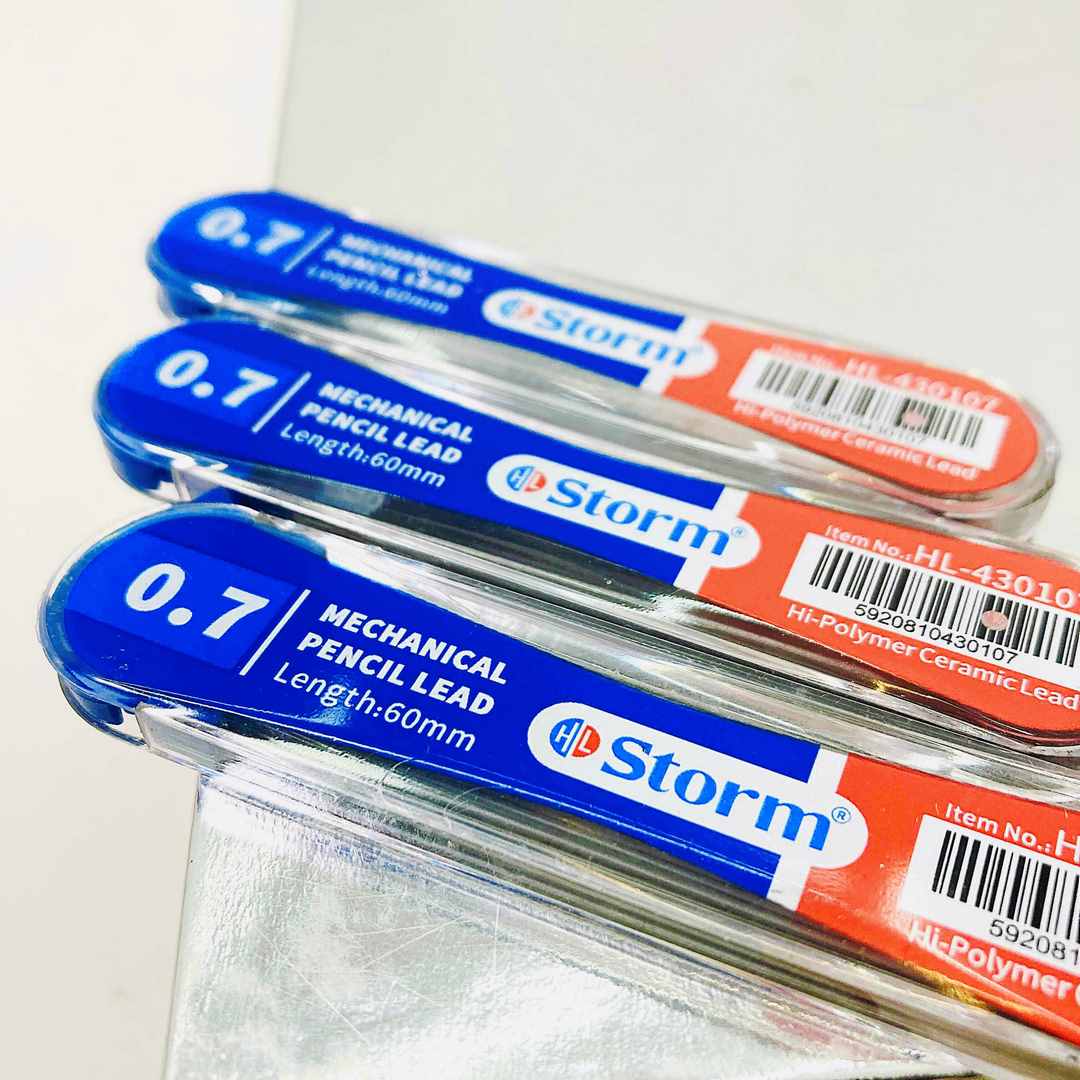 0.7
MECHANICAL
PENCIL LEAD
Length:60mm
HL Storm®
Item No.: HL-430107
5920810430107
Hi-Polymer Ceramic Lead
0.7
MECHANICAL
PENCIL LEAD
Length:60mm
HL Storm®
Item No.: HL-43010
5920810430107
Hi-Polymer Ceramic Lead
0.7
MECHANICAL
PENCIL LEAD
Length:60mm
HL Storm®
Item No.: H
592081
Hi-Polymer